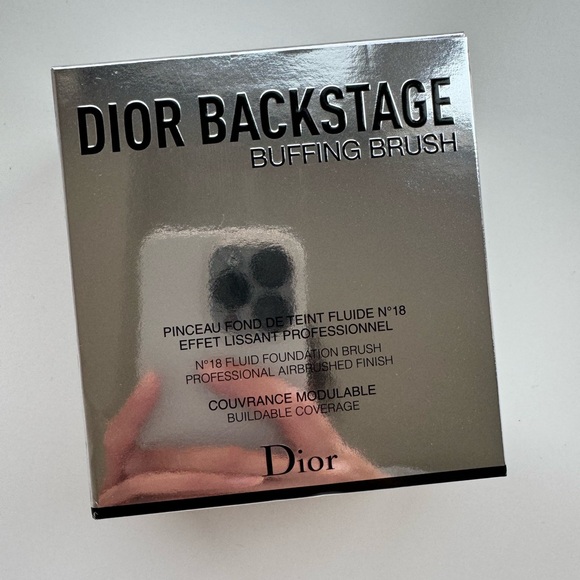 DIOR BACKSTAGE
BUFFING BRUSH
PINCEAU FOND DE TEINT FLUIDE N°18
EFFET LISSANT PROFESSIONNEL
N°18 FLUID FOUNDATION BRUSH
PROFESSIONAL AIRBRUSHED FINISH
COUVRANCE MODULABLE
BUILDABLE COVERAGE
Dior